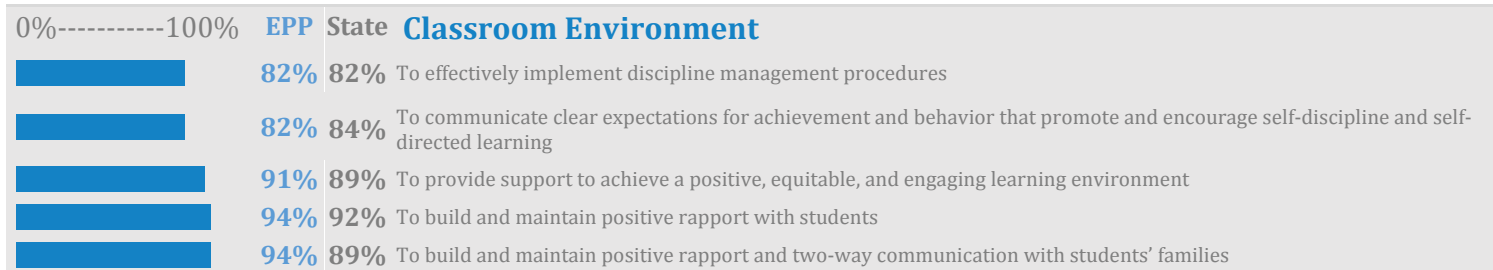 0%-----------100% EPP State Classroom Environment
82% 82% To effectively implement discipline management procedures
82% 84% To communicate clear expectations for achievement and behavior that promote and encourage self-discipline and self-
directed learning
91% 89% To provide support to achieve a positive, equitable, and engaging learning environment
94% 92% To build and maintain positive rapport with students
94% 89% To build and maintain positive rapport and two-way communication with students’ families